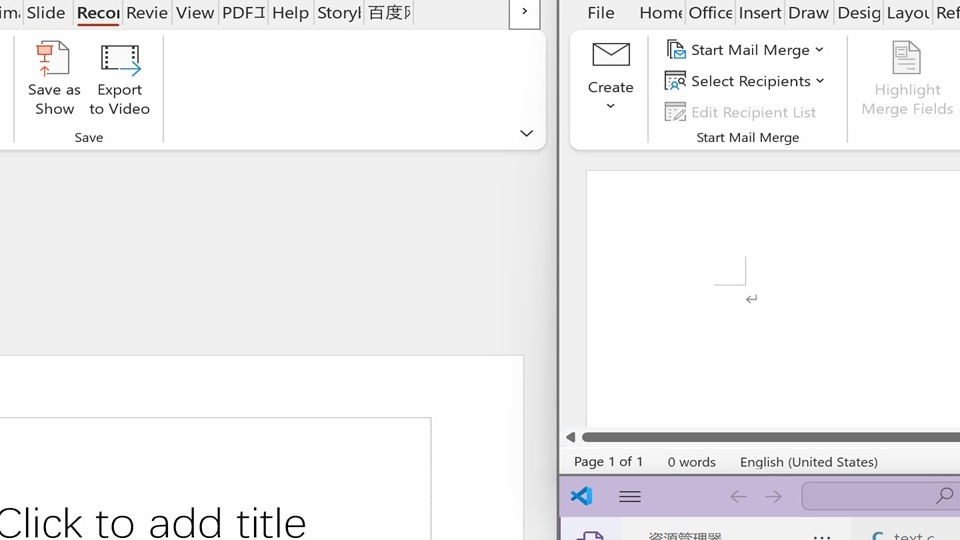 Slide
Recor
Revie
View
PDF工
Help
Storyl
百度网
Save as
Show
Export
to Video
Save
Click to add title
File
Home
Office
Insert
Draw
Desig
Layou
Ref
Create
Start Mail Merge
Select Recipients
Edit Recipient List
Start Mail Merge
Highlight
Merge Fields
Page 1 of 1
0 words
English (United States)
資源管理器
C text.c